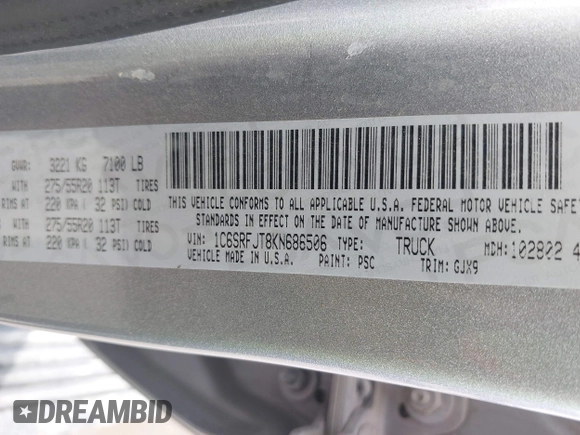 GVWR: 3221 KG 7100 LB
WITH 275/55R20 113T TIRES
RIMS AT 220 KPA ( 32 PSI) COLD
WITH 275/55R20 113T TIRES
RIMS AT 220 KPA ( 32 PSI) COLD
THIS VEHICLE CONFORMS TO ALL APPLICABLE U.S.A. FEDERAL MOTOR VEHICLE SAFE
STANDARDS IN EFFECT ON THE DATE OF MANUFACTURE SHOWN ABOVE.
VIN: 1C6SRFJT8KN686506 TYPE: TRUCK MDH: 102802 4
VEHICLE MADE IN U.S.A. PAINT: PSC TRIM: GJX9
DREAMBID